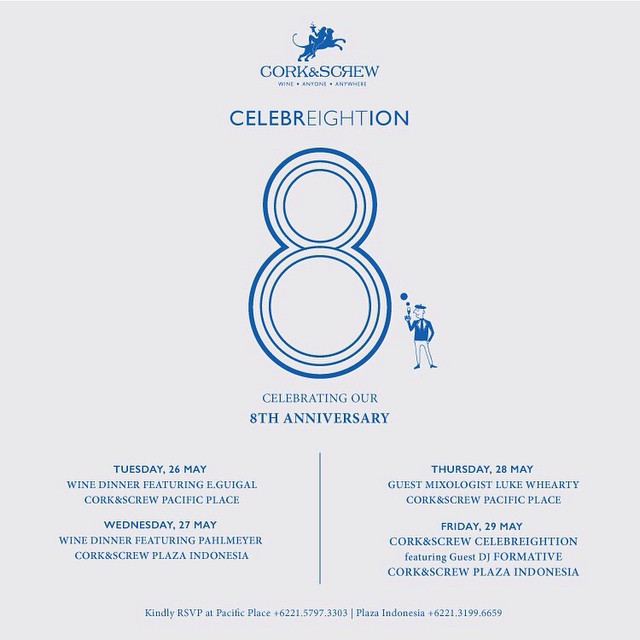 CORK&SCREW
WINE • ANYONE • ANYWHERE
CELEBREIGHTION
8
CELEBRATING OUR
8TH ANNIVERSARY
TUESDAY, 26 MAY
WINE DINNER FEATURING E.GUIGAL
CORK&SCREW PACIFIC PLACE
WEDNESDAY, 27 MAY
WINE DINNER FEATURING PAHLMEYER
CORK&SCREW PLAZA INDONESIA
THURSDAY, 28 MAY
GUEST MIXOLOGIST LUKE WHEARTY
CORK&SCREW PACIFIC PLACE
FRIDAY, 29 MAY
CORK&SCREW CELEBREIGHTION
featuring Guest DJ FORMATIVE
CORK&SCREW PLAZA INDONESIA
Kindly RSVP at Pacific Place +6221.5797.3303 | Plaza Indonesia +6221.3199.6659